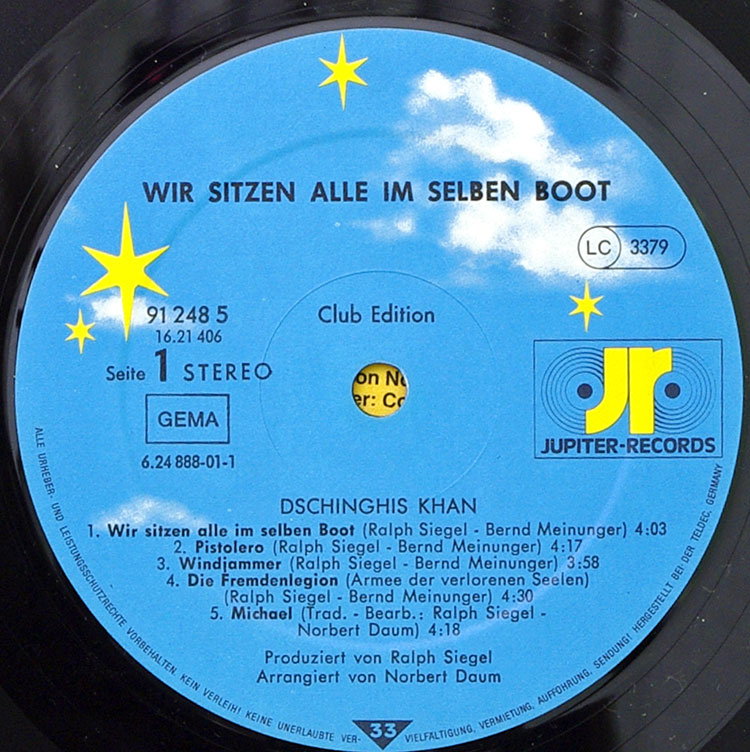 WIR SITZEN ALLE IM SELBEN BOOT
LC 3379
91 248 5
16.21 406
Club Edition
Seite 1 STEREO
GEMA
6.24 888-01-1
on
er:
jr
JUPITER-RECORDS
DSCHINGHIS KHAN
1. Wir sitzen alle im selben Boot (Ralph Siegel - Bernd Meinunger) 4:03
2. Pistolero (Ralph Siegel - Bernd Meinunger) 4:17
3. Windjammer (Ralph Siegel - Bernd Meinunger) 3:58
4. Die Fremdenlegion (Armee der verlorenen Seelen)
(Ralph Siegel - Bernd Meinunger) 4:30
5. Michael (Trad. - Bearb.: Ralph Siegel -
Norbert Daum) 4:18
Produziert von Ralph Siegel
Arrangiert von Norbert Daum
ALLE URHEBER- UND LEISTUNGSSCHUTZRECHTE VORBEHALTEN. KEIN VERLEIH! KEINE UNERLAUBTE VER- VIELFÄLTIGUNG, VERMIETUNG, AUFFÜHRUNG, SENDUNG! HERGESTELLT BEI DER TELDEC, GERMANY
33